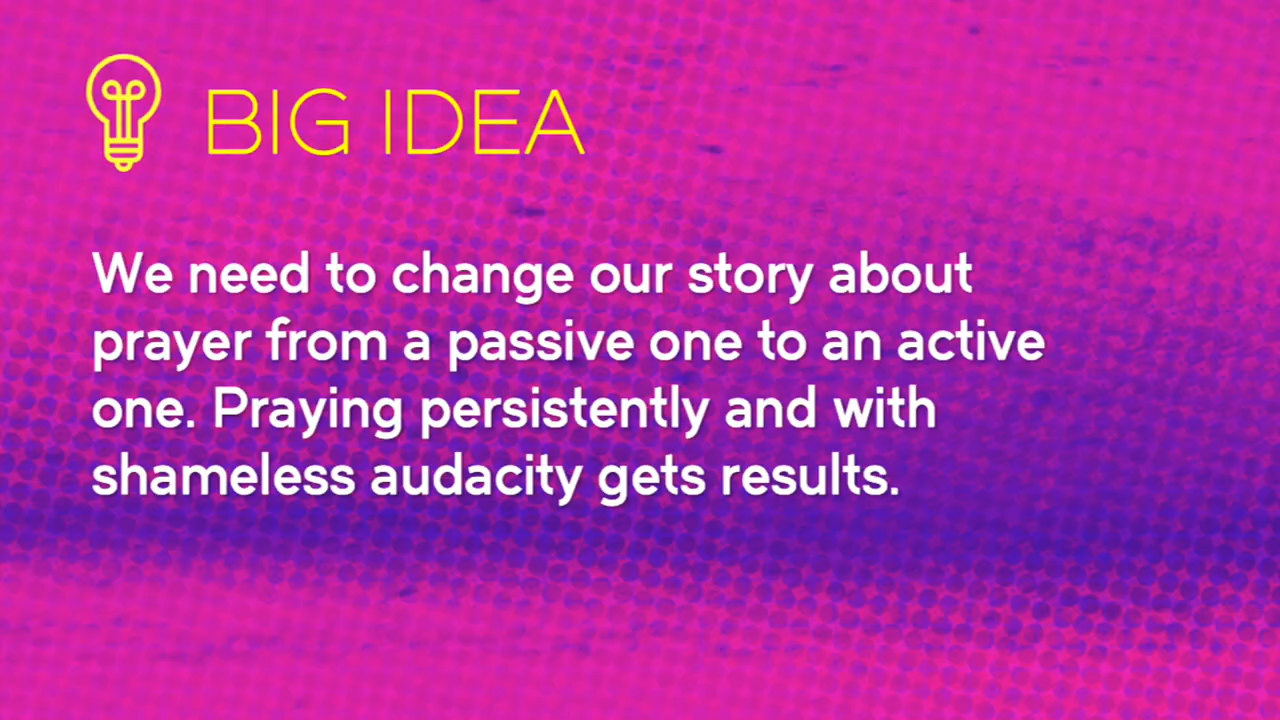 BIG IDEA
We need to change our story about
prayer from a passive one to an active
one. Praying persistently and with
shameless audacity gets results.